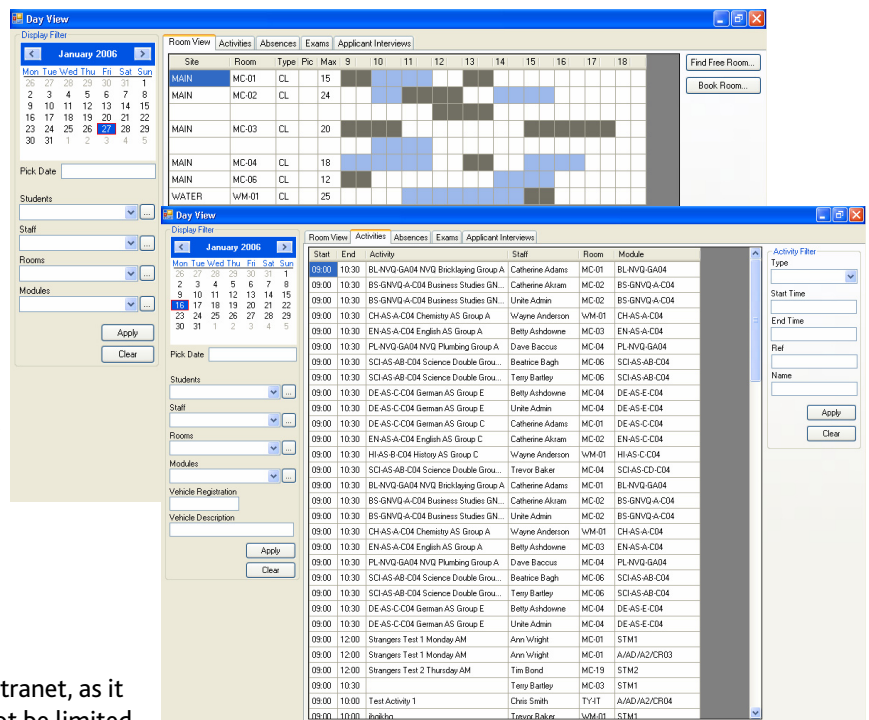 Day View
Display Filter
January 2006
Mon Tue Wed Thu Fri Sat Sun
26 27 28 29 30 31 1
2 3 4 5 6 7 8
9 10 11 12 13 14 15
16 17 18 19 20 21 22
23 24 25 26 27 28 29
30 31 1 2 3 4 5
Pick Date
Students
Staff
Rooms
Modules
Apply
Clear
Room View Activities Absences Exams Applicant Interviews
Site Room Type Pic Max 9 10 11 12 13 14 15 16 17 18
MAIN MC-01 CL 15
MAIN MC-02 CL 24
MAIN MC-03 CL 20
MAIN MC-04 CL 18
MAIN MC-06 CL 12
WATER WM-01 CL 25
Find Free Room...
Book Room...
Day View
Display Filter
January 2006
Mon Tue Wed Thu Fri Sat Sun
26 27 28 29 30 31 1
2 3 4 5 6 7 8
9 10 11 12 13 14 15
16 17 18 19 20 21 22
23 24 25 26 27 28 29
30 31 1 2 3 4 5
Pick Date
Students
Staff
Rooms
Modules
Vehicle Registration
Vehicle Description
Apply
Clear
Room View Activities Absences Exams Applicant Interviews
Start End Activity Staff Room Module
09:00 10:30 BL-NVQ-GA04 NVQ Bricklaying Group A Catherine Adams MC-01 BL-NVQ-GA04
09:00 10:30 BS-GNVQ-A-C04 Business Studies GN... Catherine Akram MC-02 BS-GNVQ-A-C04
09:00 10:30 BS-GNVQ-A-C04 Business Studies GN... Unite Admin MC-02 BS-GNVQ-A-C04
09:00 10:30 CH-AS-A-C04 Chemistry AS Group A Wayne Anderson WM-01 CH-AS-A-C04
09:00 10:30 EN-AS-A-C04 English AS Group A Betty Ashdowne MC-03 EN-AS-A-C04
09:00 10:30 PL-NVQ-GA04 NVQ Plumbing Group A Dave Baccus MC-04 PL-NVQ-GA04
09:00 10:30 SCI-AS-AB-C04 Science Double Grou... Beatrice Bagh MC-06 SCI-AS-AB-C04
09:00 10:30 SCI-AS-AB-C04 Science Double Grou... Terry Bartley MC-06 SCI-AS-AB-C04
09:00 10:30 DE-AS-C-C04 German AS Group E Betty Ashdowne MC-04 DE-AS-E-C04
09:00 10:30 DE-AS-C-C04 German AS Group E Unite Admin MC-04 DE-AS-E-C04
09:00 10:30 DE-AS-C-C04 German AS Group C Catherine Adams MC-01 DE-AS-C-C04
09:00 10:30 EN-AS-A-C04 English AS Group C Catherine Akram MC-02 EN-AS-C-C04
09:00 10:30 HI-AS-B-C04 History AS Group C Wayne Anderson WM-01 HI-AS-C-C04
09:00 10:30 SCI-AS-AB-C04 Science Double Grou... Trevor Baker MC-04 SCI-AS-CD-C04
09:00 10:30 BL-NVQ-GA04 NVQ Bricklaying Group A Catherine Adams MC-01 BL-NVQ-GA04
09:00 10:30 BS-GNVQ-A-C04 Business Studies GN... Catherine Akram MC-02 BS-GNVQ-A-C04
09:00 10:30 BS-GNVQ-A-C04 Business Studies GN... Unite Admin MC-02 BS-GNVQ-A-C04
09:00 10:30 CH-AS-A-C04 Chemistry AS Group A Wayne Anderson WM-01 CH-AS-A-C04
09:00 10:30 EN-AS-A-C04 English AS Group A Betty Ashdowne MC-03 EN-AS-A-C04
09:00 10:30 PL-NVQ-GA04 NVQ Plumbing Group A Dave Baccus MC-04 PL-NVQ-GA04
09:00 10:30 SCI-AS-AB-C04 Science Double Grou... Beatrice Bagh MC-06 SCI-AS-AB-C04
09:00 10:30 SCI-AS-AB-C04 Science Double Grou... Terry Bartley MC-06 SCI-AS-AB-C04
09:00 10:30 DE-AS-C-C04 German AS Group E Betty Ashdowne MC-04 DE-AS-E-C04
09:00 10:30 DE-AS-C-C04 German AS Group E Unite Admin MC-04 DE-AS-E-C04
09:00 12:00 Strangers Test 1 Monday AM Ann Wright MC-01 STM1
09:00 12:00 Strangers Test 1 Monday AM Ann Wright MC-01 A/AD/A2/CR03
09:00 12:00 Strangers Test 2 Thursday AM Tim Bond MC-19 STM2
09:00 10:30 Terry Bartley MC-03 STM1
09:00 10:00 Test Activity 1 Chris Smith TY-IT A/AD/A2/CR04
09:00 10:00 Trevor Baker WM-01 STM1
Activity Filter
Type
Start Time
End Time
Ref
Name
Apply
Clear
tranet, as it
ot be limited